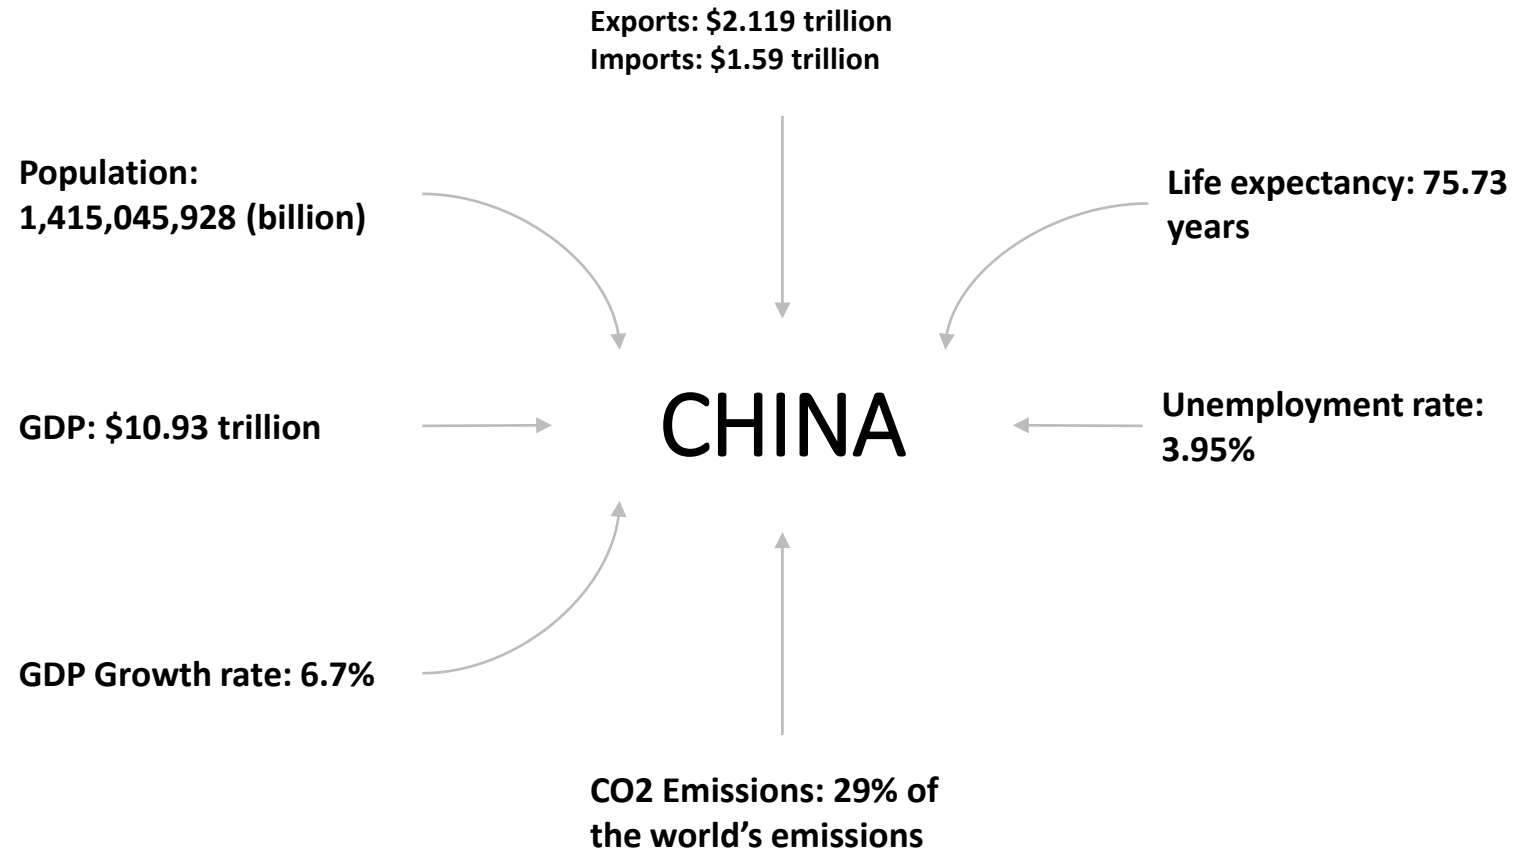 Exports: $2.119 trillion
Imports: $1.59 trillion
Population:
1,415,045,928 (billion)
Life expectancy: 75.73
years
GDP: $10.93 trillion
CHINA
Unemployment rate:
3.95%
GDP Growth rate: 6.7%
CO2 Emissions: 29% of
the world’s emissions